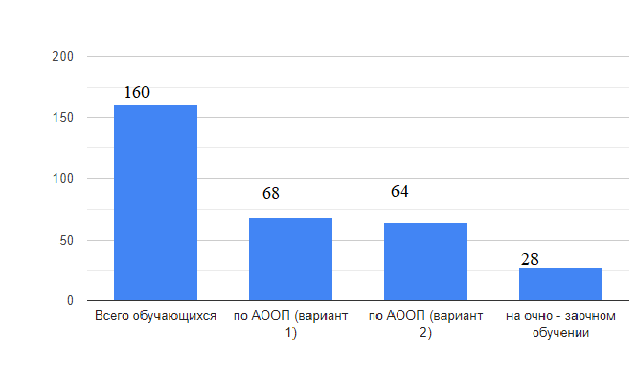 200
160
150
100
68
64
50
28
0
Всего обучающихся
по АООП (вариант
1)
по АООП (вариант
2)
на очно - заочном
обучении